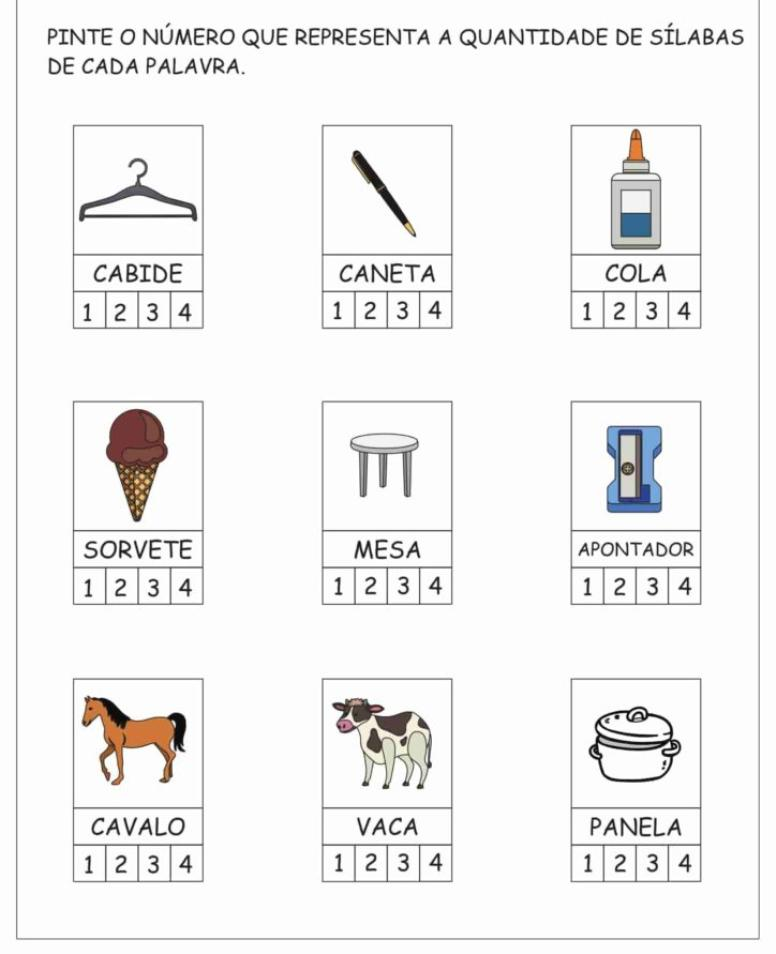 PINTE O NÚMERO QUE REPRESENTA A QUANTIDADE DE SÍLABAS
DE CADA PALAVRA.
CABIDE
1 2 3 4
CANETA
1 2 3 4
COLA
1 2 3 4
SORVETE
1 2 3 4
MESA
1 2 3 4
APONTADOR
1 2 3 4
CAVALO
1 2 3 4
VACA
1 2 3 4
PANELA
1 2 3 4